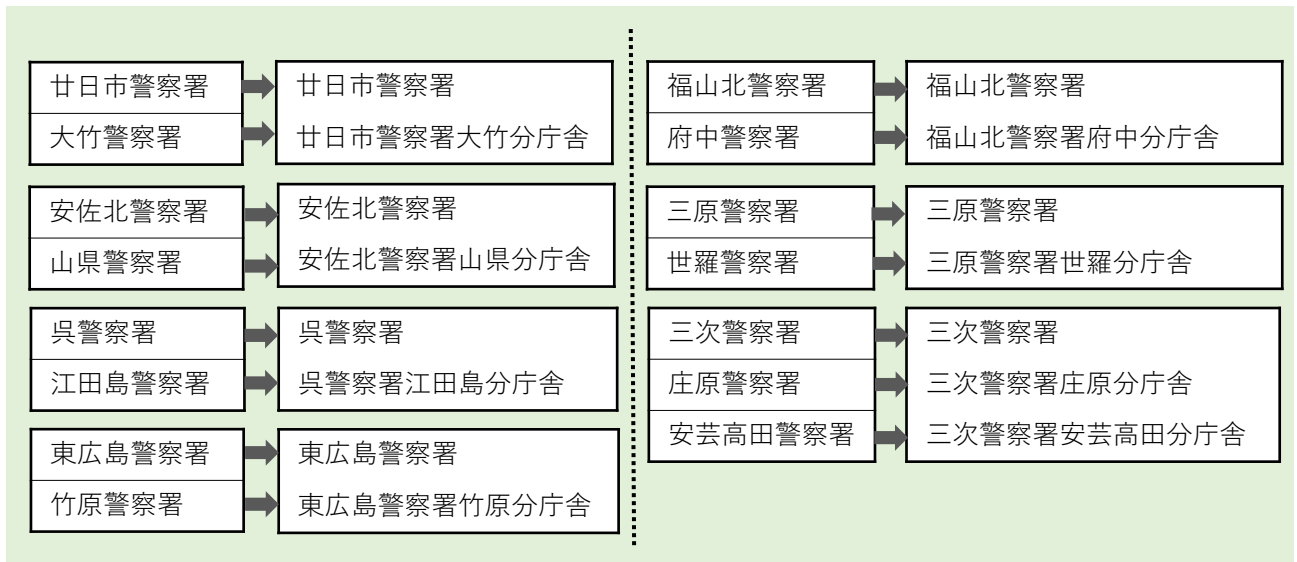 廿日市警察署
大竹警察署
廿日市警察署
廿日市警察署大竹分庁舎
安佐北警察署
山県警察署
安佐北警察署
安佐北警察署山県分庁舎
呉警察署
江田島警察署
呉警察署
呉警察署江田島分庁舎
東広島警察署
竹原警察署
東広島警察署
東広島警察署竹原分庁舎
福山北警察署
府中警察署
福山北警察署
福山北警察署府中分庁舎
三原警察署
世羅警察署
三原警察署
三原警察署世羅分庁舎
三次警察署
庄原警察署
安芸高田警察署
三次警察署
三次警察署庄原分庁舎
三次警察署安芸高田分庁舎